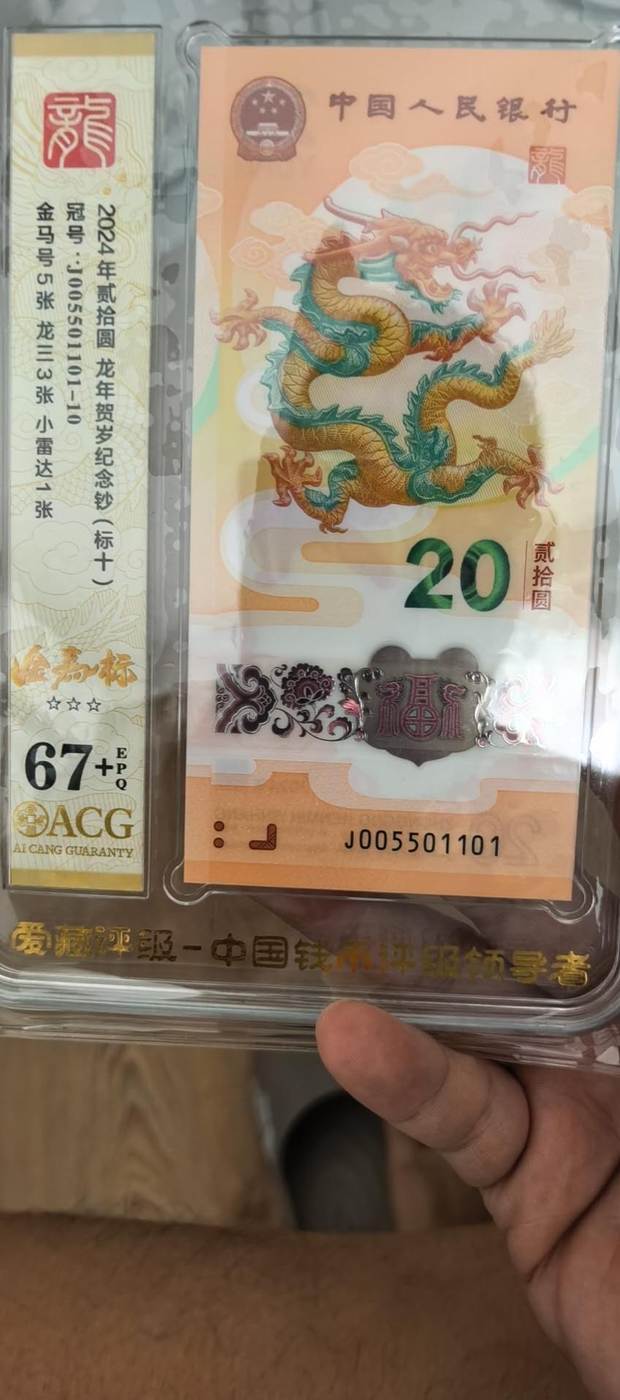 龍
2024年贰拾圆 龙年贺岁纪念钞(标十)
冠号:J005501101-10
金马号5张 龙三3张 小雷达1张
金马标
☆☆☆
67+EPQ
ACG
AI CANG GUARANTY
中国人民银行
龍
20
贰拾圆
福
J005501101
爱藏评级-中国钱币评级领导者